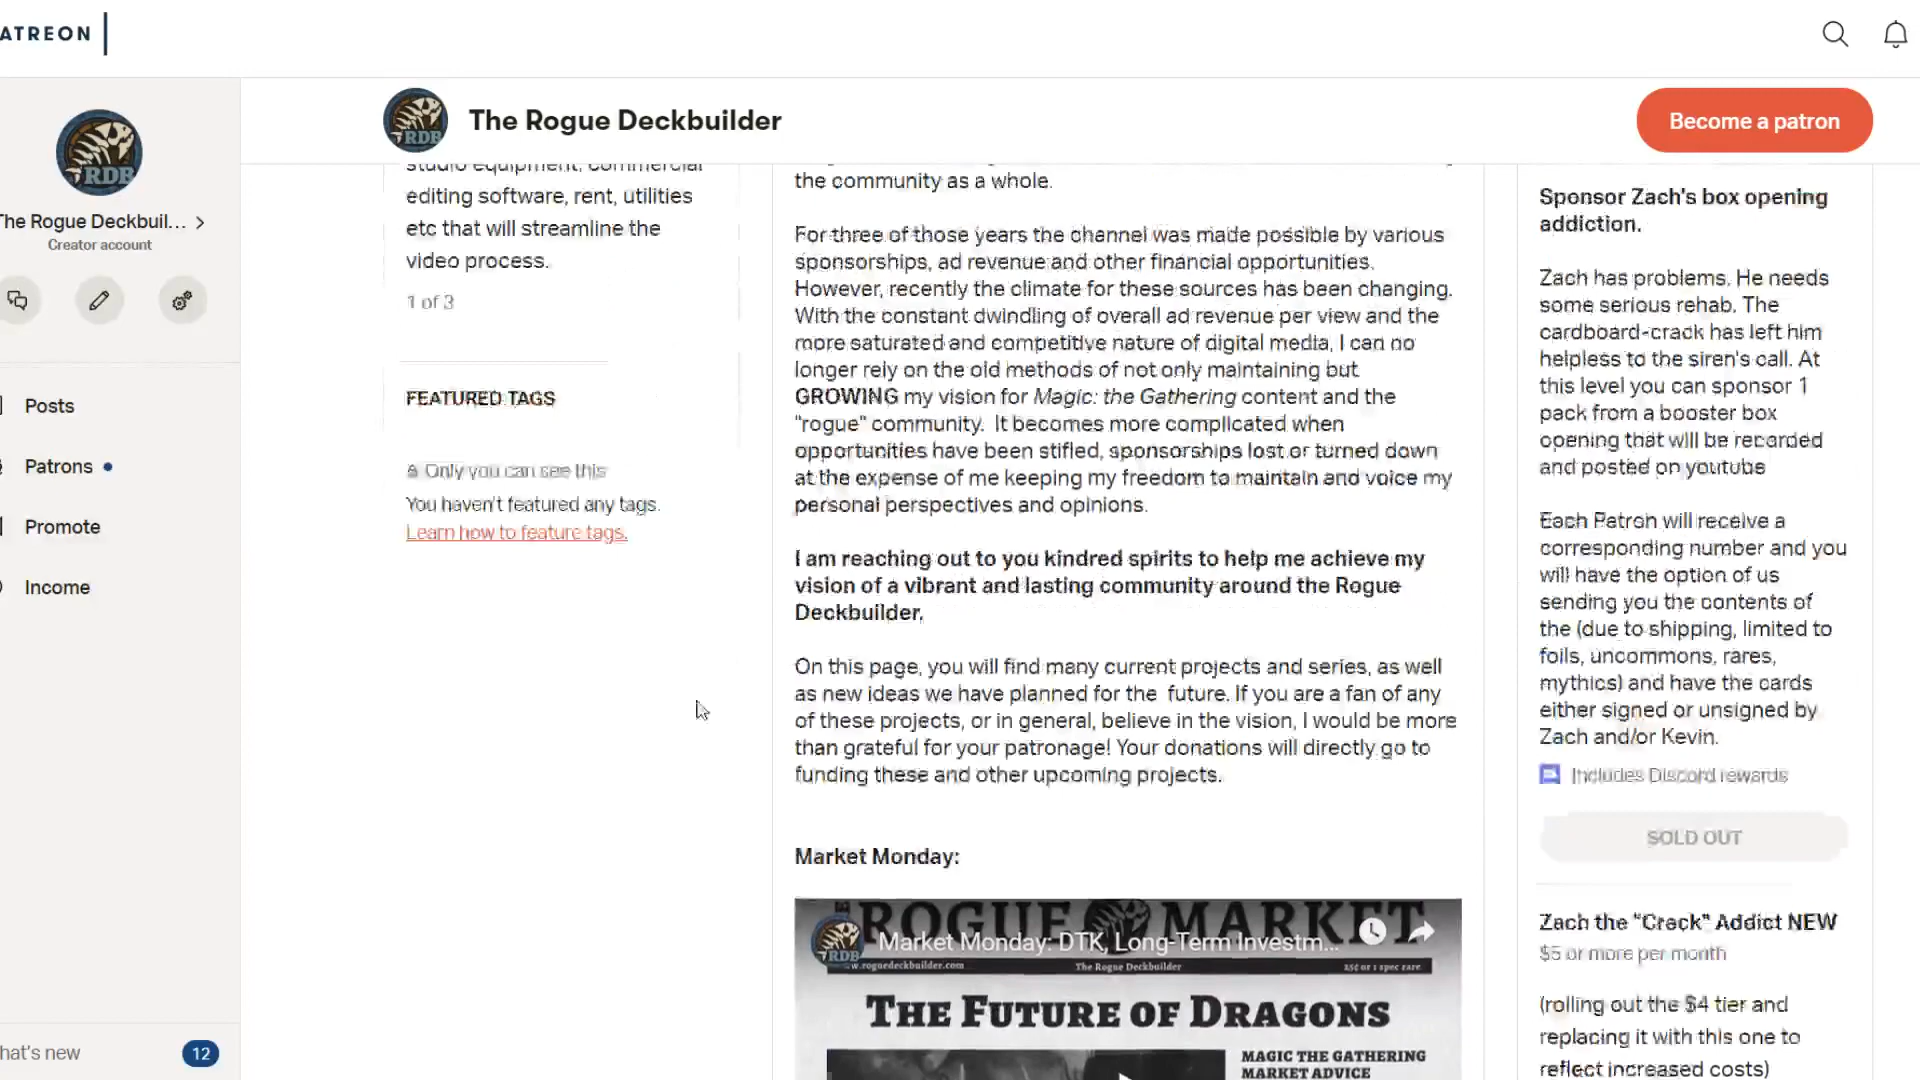 ATREON
The Rogue Deckbuilder
Become a patron
RDB
RDB
The Rogue Deckbuil...
Creator account
Posts
Patrons
Promote
Income
hat's new
12
studio equipment, commercial
editing software, rent, utilities
etc that will streamline the
video process.
1 of 3
FEATURED TAGS
Only you can see this
You haven't featured any tags.
Learn how to feature tags.
the community as a whole.
For three of those years the channel was made possible by various
sponsorships, ad revenue and other financial opportunities.
However, recently the climate for these sources has been changing.
With the constant dwindling of overall ad revenue per view and the
more saturated and competitive nature of digital media, I can no
longer rely on the old methods of not only maintaining but
GROWING my vision for Magic: the Gathering content and the
"rogue" community. It becomes more complicated when
opportunities have been stifled, sponsorships lost or turned down
at the expense of me keeping my freedom to maintain and voice my
personal perspectives and opinions.
I am reaching out to you kindred spirits to help me achieve my
vision of a vibrant and lasting community around the Rogue
Deckbuilder.
On this page, you will find many current projects and series, as well
as new ideas we have planned for the future. If you are a fan of any
of these projects, or in general, believe in the vision, I would be more
than grateful for your patronage! Your donations will directly go to
funding these and other upcoming projects.
Market Monday:
ROGUE MARKET
Market Monday: DTK, Long-Term Investm...
RDB
www.roguedeckbuilder.com
The Rogue Deckbuilder
25¢ or 1 spec rare
THE FUTURE OF DRAGONS
MAGIC THE GATHERING
MARKET ADVICE
Sponsor Zach's box opening
addiction.
Zach has problems. He needs
some serious rehab. The
cardboard-crack has left him
helpless to the siren's call. At
this level you can sponsor 1
pack from a booster box
opening that will be recorded
and posted on youtube
Each Patron will receive a
corresponding number and you
will have the option of us
sending you the contents of
the (due to shipping, limited to
foils, uncommons, rares,
mythics) and have the cards
either signed or unsigned by
Zach and/or Kevin.
Includes Discord rewards
SOLD OUT
Zach the "Crack" Addict NEW
$5 or more per month
(rolling out the $4 tier and
replacing it with this one to
reflect increased costs)